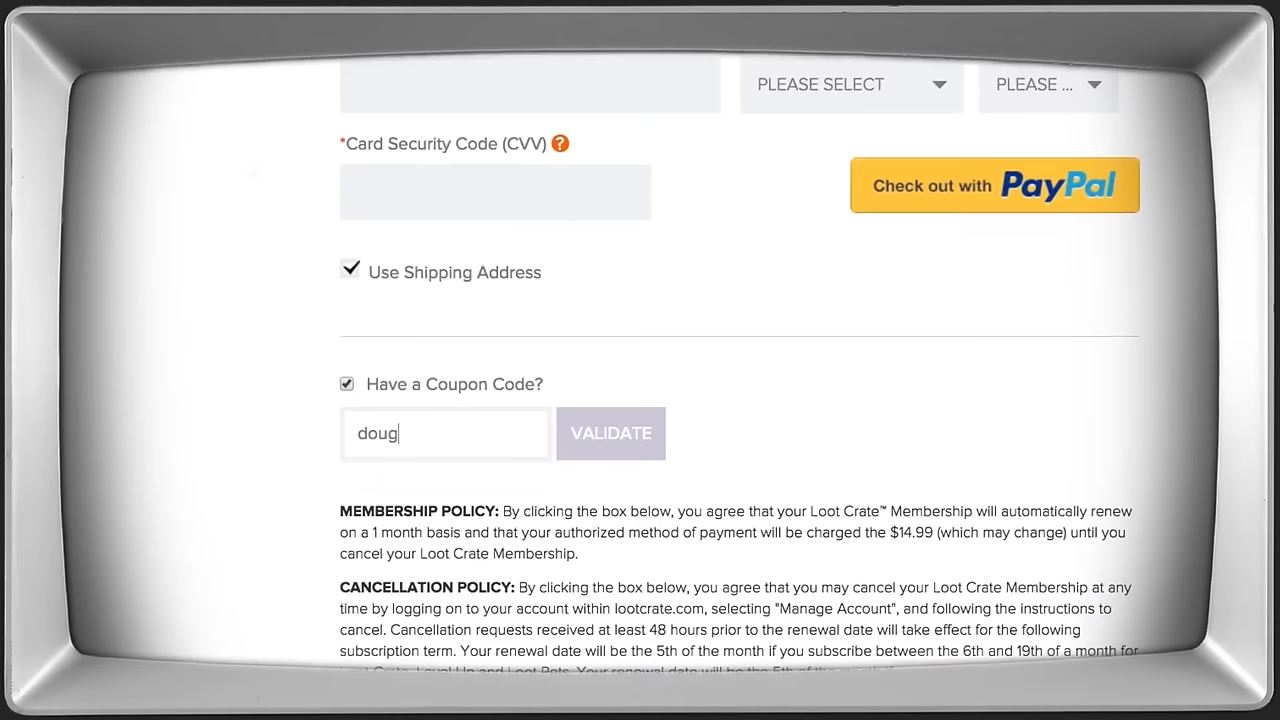 PLEASE SELECT
PLEASE ...
*Card Security Code (CVV) ?
Check out with PayPal
Use Shipping Address
Have a Coupon Code?
doug
VALIDATE
MEMBERSHIP POLICY: By clicking the box below, you agree that your Loot Crate™ Membership will automatically renew
on a 1 month basis and that your authorized method of payment will be charged the $14.99 (which may change) until you
cancel your Loot Crate Membership.
CANCELLATION POLICY: By clicking the box below, you agree that you may cancel your Loot Crate Membership at any
time by logging on to your account within lootcrate.com, selecting "Manage Account", and following the instructions to
cancel. Cancellation requests received at least 48 hours prior to the renewal date will take effect for the following
subscription term. Your renewal date will be the 5th of the month if you subscribe between the 6th and 19th of a month for